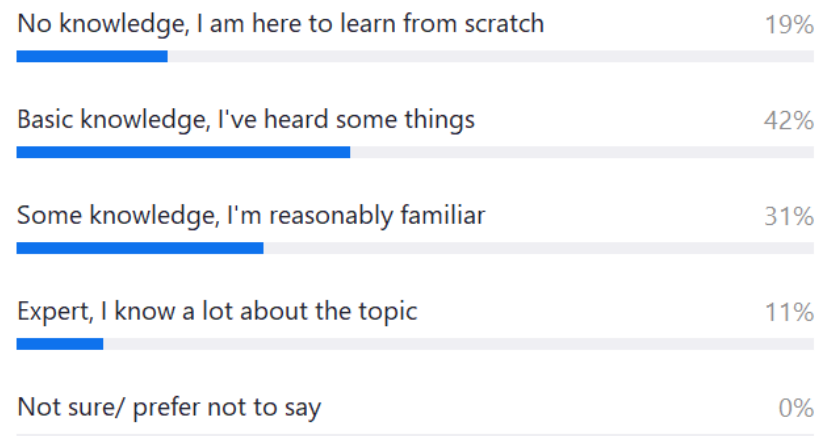 No knowledge, I am here to learn from scratch 19%
Basic knowledge, I've heard some things 42%
Some knowledge, I'm reasonably familiar 31%
Expert, I know a lot about the topic 11%
Not sure/ prefer not to say 0%